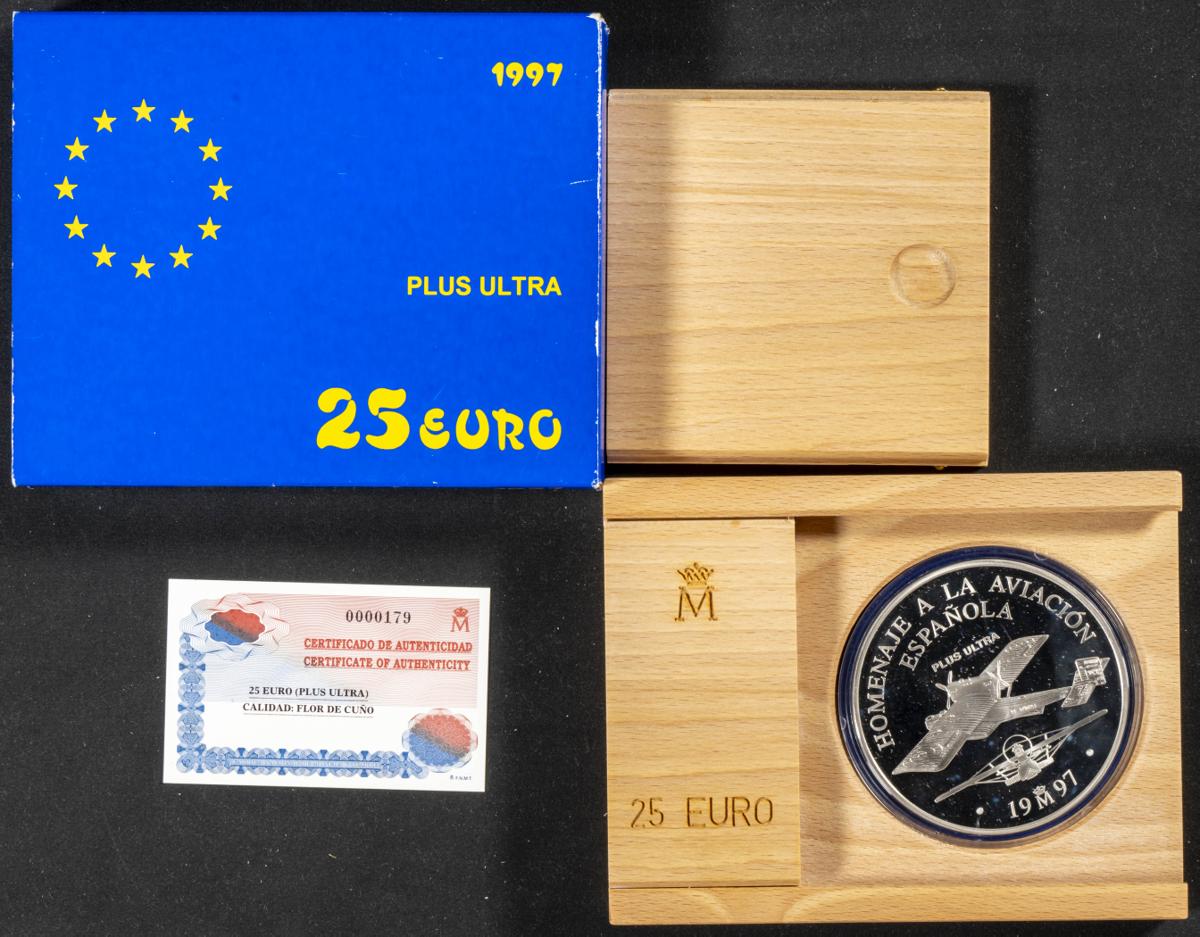 1997
PLUS ULTRA
25 EURO
0000179
M
CERTIFICADO DE AUTENTICIDAD
CERTIFICATE OF AUTHENTICITY
25 EURO (PLUS ULTRA)
CALIDAD: FLOR DE CUÑO
M
25 EURO
HOMENAJE A LA AVIACIÓN
ESPAÑOLA
PLUS ULTRA
19 M 97